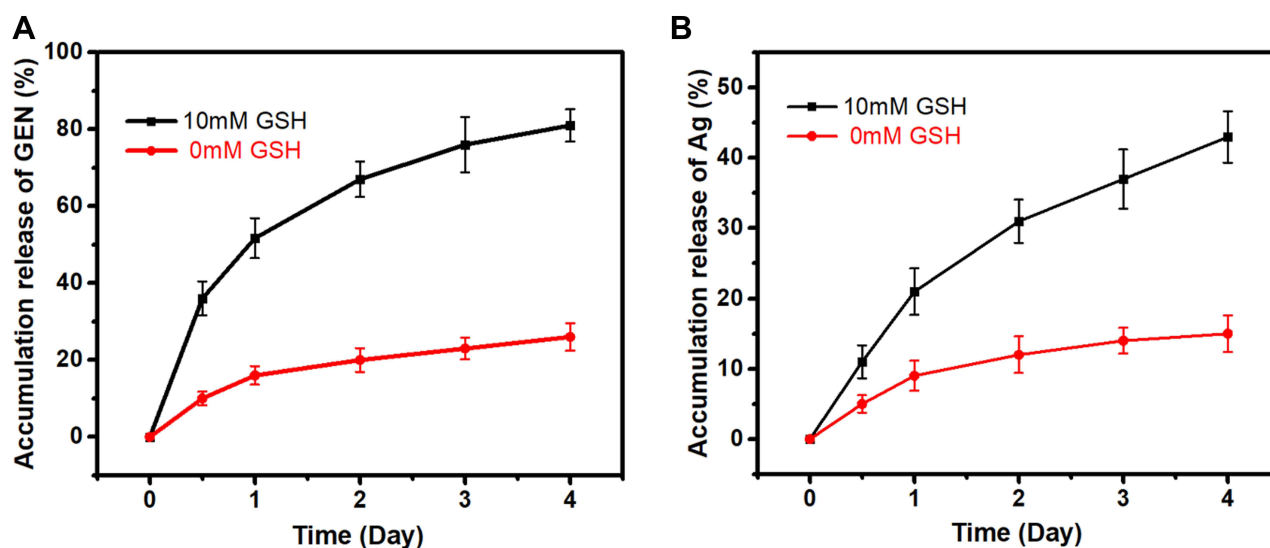 A
Accumulation release of GEN (%)
100
80
60
40
20
0
10mM GSH
0mM GSH
0 1 2 3 4
Time (Day)
B
Accumulation release of Ag (%)
50
40
30
20
10
0
10mM GSH
0mM GSH
0 1 2 3 4
Time (Day)